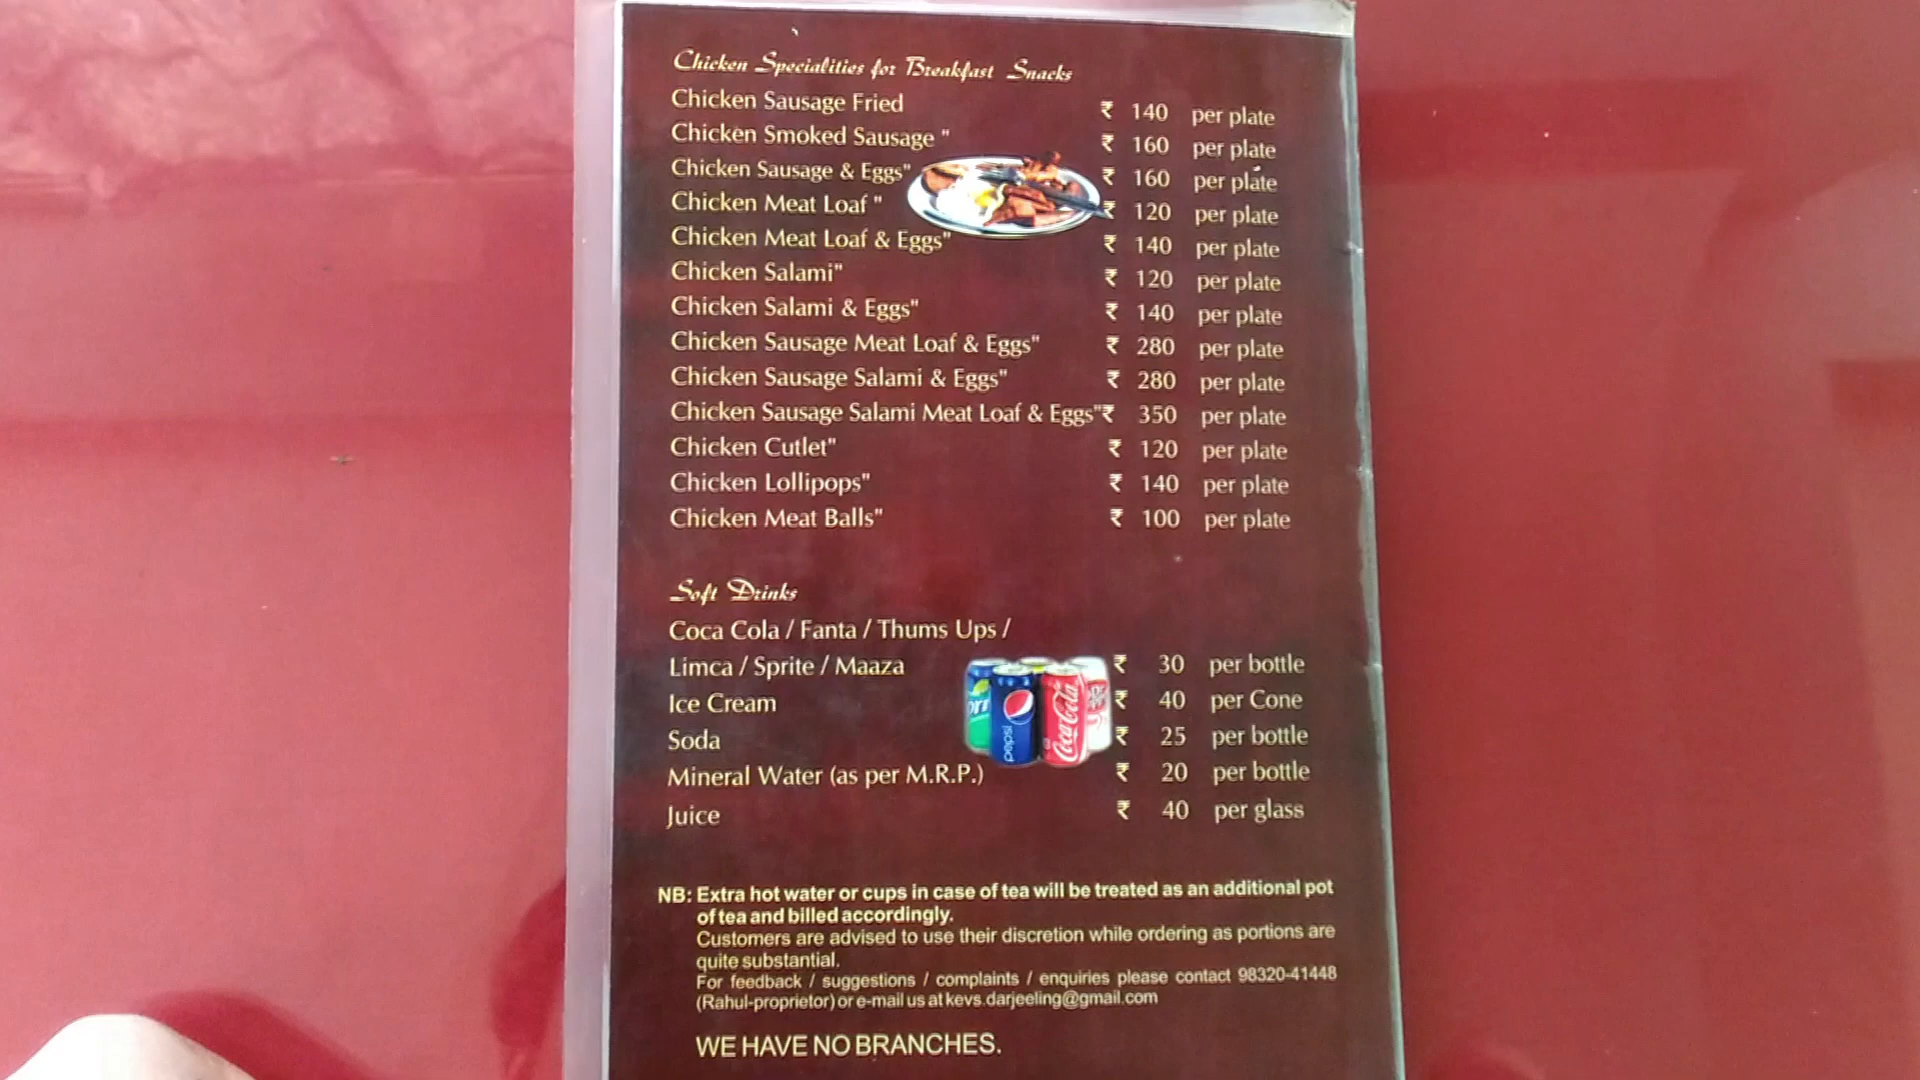 Chicken Specialities for Breakfast Snacks
Chicken Sausage Fried ₹ 140 per plate
Chicken Smoked Sausage " ₹ 160 per plate
Chicken Sausage & Eggs" ₹ 160 per plate
Chicken Meat Loaf " ₹ 120 per plate
Chicken Meat Loaf & Eggs" ₹ 140 per plate
Chicken Salami" ₹ 120 per plate
Chicken Salami & Eggs" ₹ 140 per plate
Chicken Sausage Meat Loaf & Eggs" ₹ 280 per plate
Chicken Sausage Salami & Eggs" ₹ 280 per plate
Chicken Sausage Salami Meat Loaf & Eggs" ₹ 350 per plate
Chicken Cutlet" ₹ 120 per plate
Chicken Lollipops" ₹ 140 per plate
Chicken Meat Balls" ₹ 100 per plate
Soft Drinks
Coca Cola / Fanta / Thums Ups /
Limca / Sprite / Maaza ₹ 30 per bottle
Ice Cream ₹ 40 per Cone
Soda ₹ 25 per bottle
Mineral Water (as per M.R.P.) ₹ 20 per bottle
Juice ₹ 40 per glass
pepsi
Coca-Cola
NB: Extra hot water or cups in case of tea will be treated as an additional pot
of tea and billed accordingly.
Customers are advised to use their discretion while ordering as portions are
quite substantial.
For feedback / suggestions / complaints / enquiries please contact 98320-41448
(Rahul-proprietor) or e-mail us at kevs.darjeeling@gmail.com
WE HAVE NO BRANCHES.